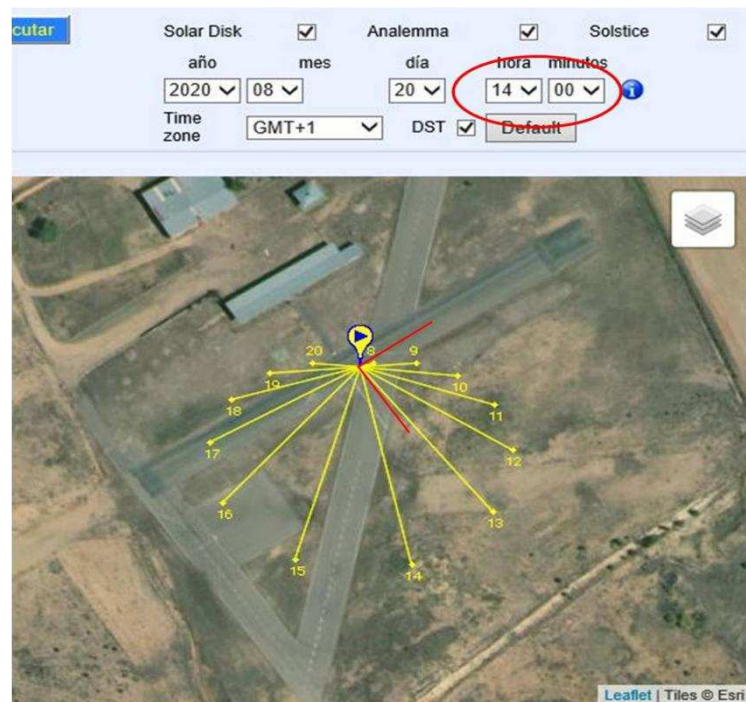 cutar Solar Disk Analemma Solstice
año mes día hora minutos
2020 08 20 14 00
Time zone GMT+1 DST Default
20 8 9
19 10
18 11
17 12
16 13
15 14
Leaflet | Tiles © Esri